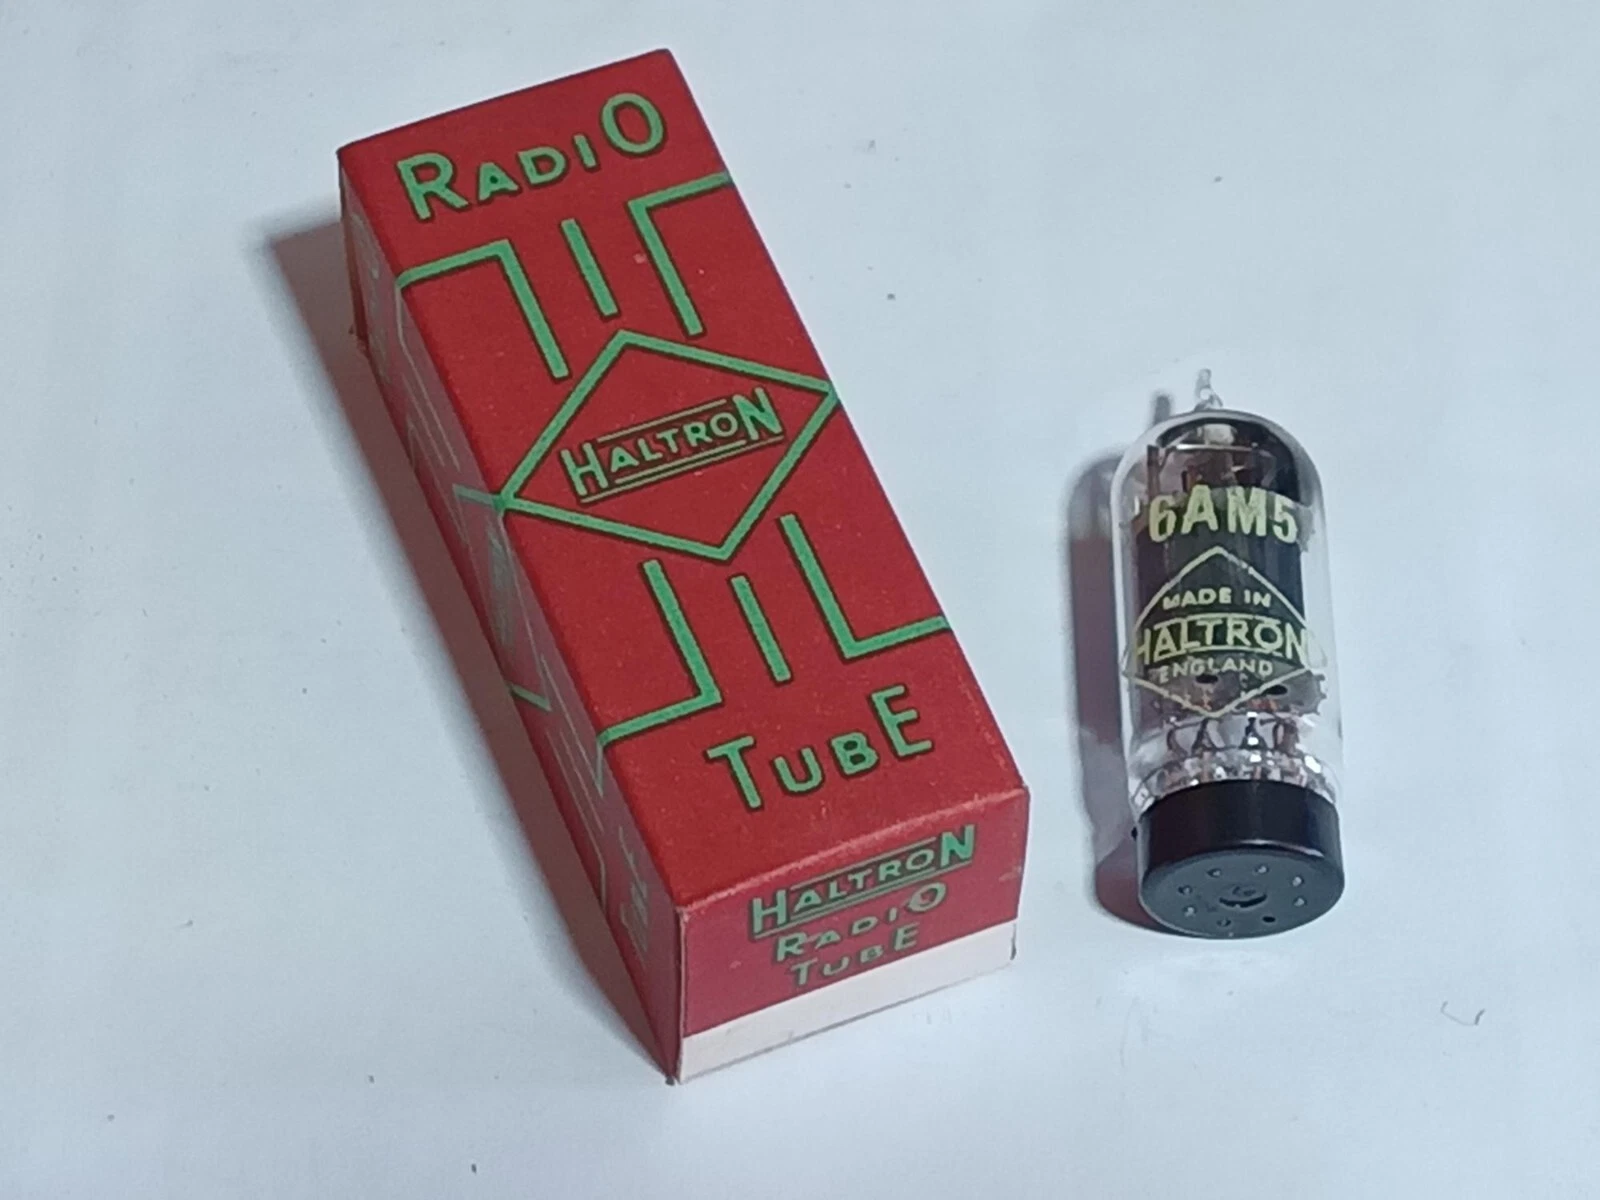 RADIO
HALTRON
TUBE
HALTRON
RADIO
TUBE
6AM5
MADE IN
HALTRON
ENGLAND